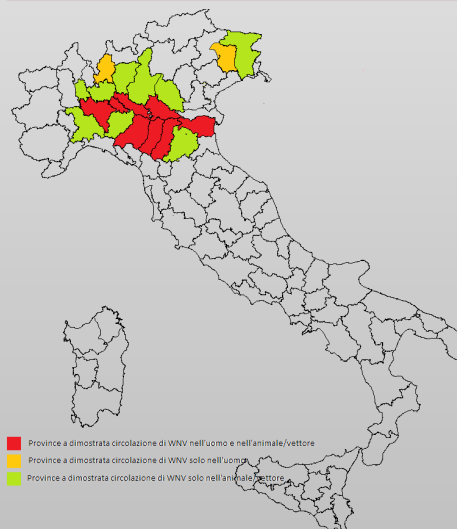 Province a dimostrata circolazione di WNV nell'uomo e nell'animale/vettore
Province a dimostrata circolazione di WNV solo nell'uomo
Province a dimostrata circolazione di WNV solo nell'animale/vettore